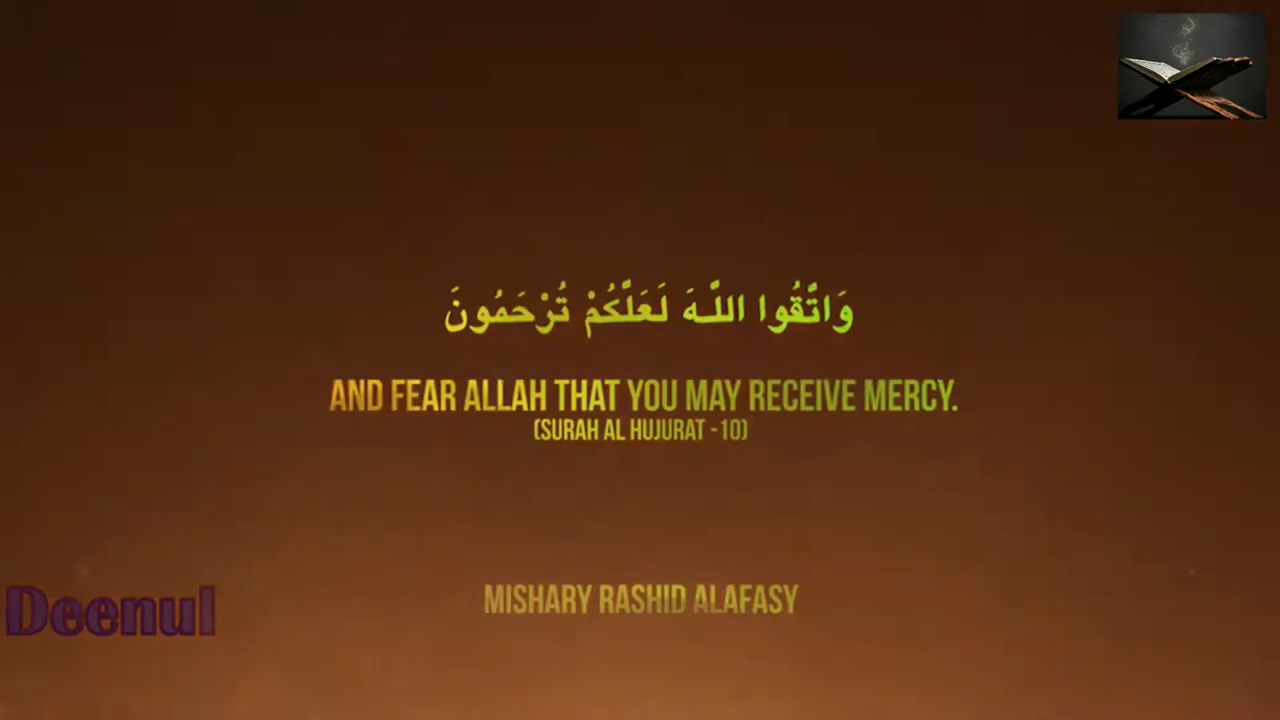 وَاتَّقُوا اللَّـهَ لَعَلَّكُمْ تُرْحَمُونَ
AND FEAR ALLAH THAT YOU MAY RECEIVE MERCY.
(SURAH AL HUJURAT -10)
MISHARY RASHID ALAFASY
Deenul